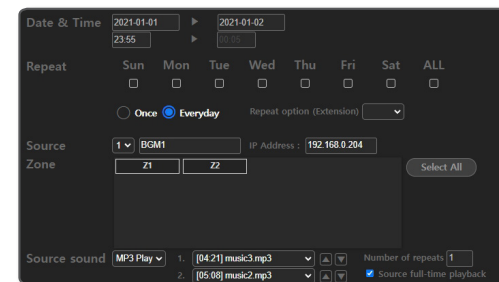 Date & Time 2021-01-01 2021-01-02
23:55 00:05
Repeat Sun Mon Tue Wed Thu Fri Sat ALL
Once Everyday Repeat option (Extension)
Source 1 BGM1 IP Address : 192.168.0.204
Zone Z1 Z2 Select All
Source sound MP3 Play 1. [04:21] music3.mp3 Number of repeats 1
2. [05:08] music2.mp3 Source full-time playback